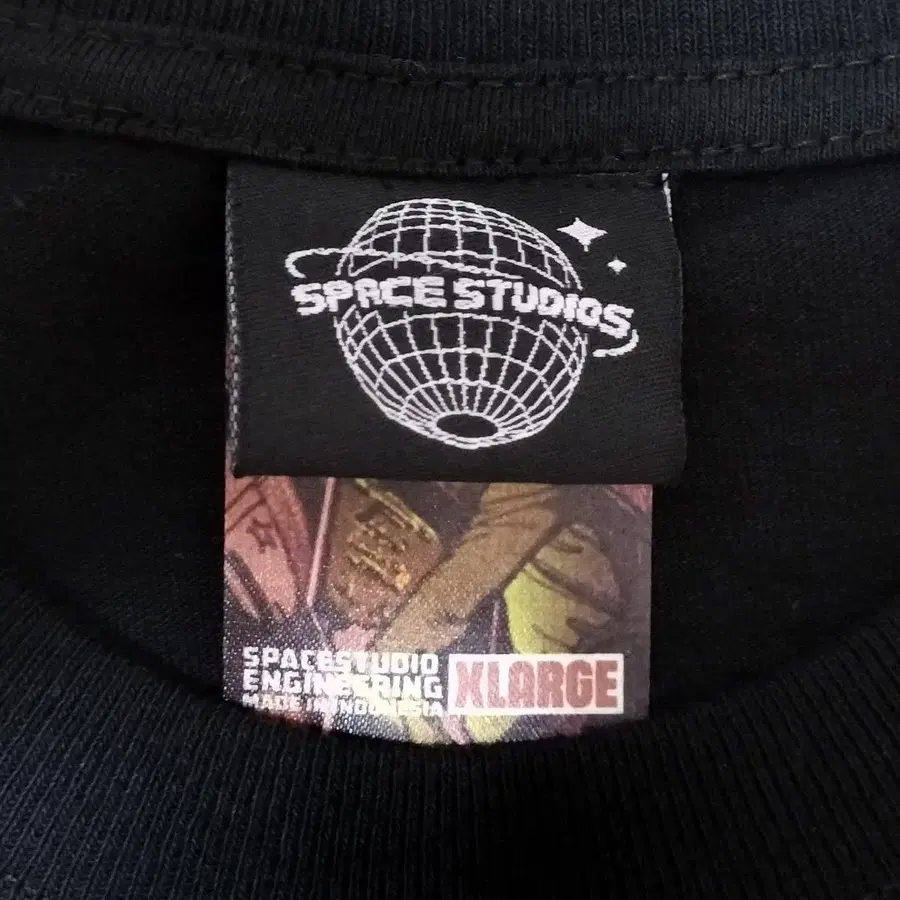 SPACE STUDIOS
SPACESTUDIO
ENGINEERING
MADE IN INDONESIA
XLARGE